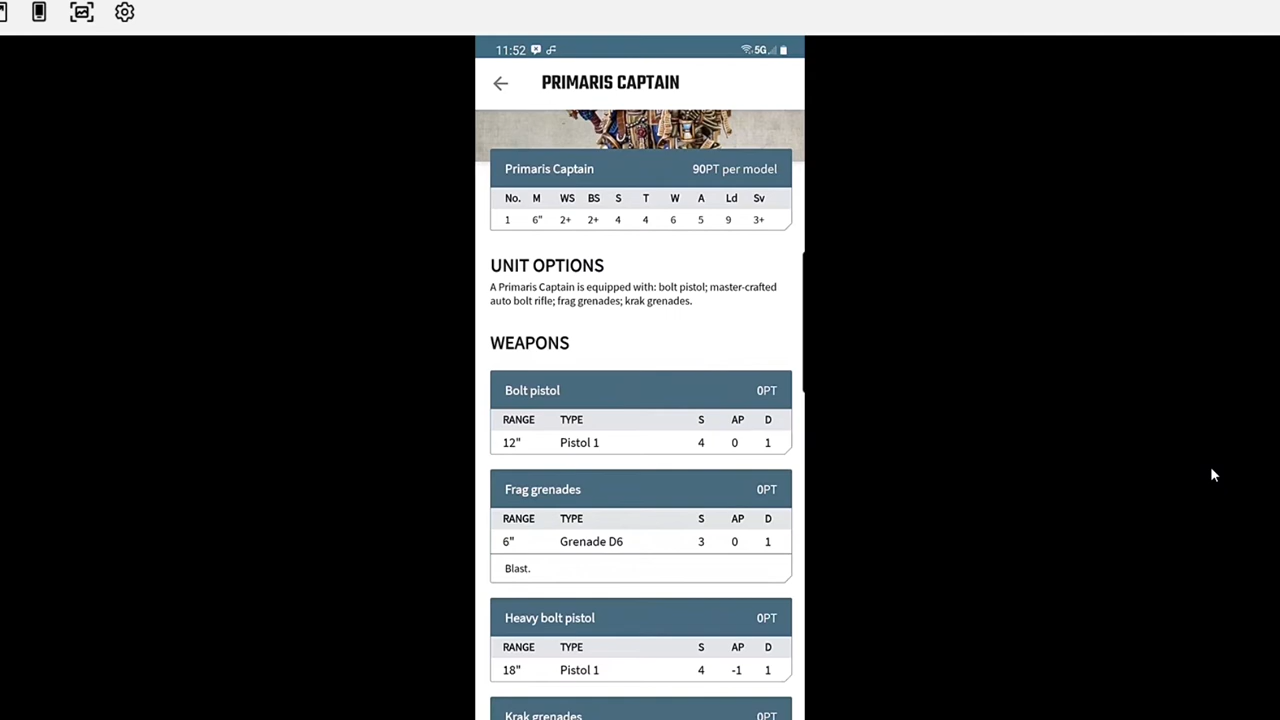 11:52 5G
PRIMARIS CAPTAIN
Primaris Captain 90PT per model
No. M WS BS S T W A Ld Sv
1 6" 2+ 2+ 4 4 6 5 9 3+
UNIT OPTIONS
A Primaris Captain is equipped with: bolt pistol; master-crafted
auto bolt rifle; frag grenades; krak grenades.
WEAPONS
Bolt pistol 0PT
RANGE TYPE S AP D
12" Pistol 1 4 0 1
Frag grenades 0PT
RANGE TYPE S AP D
6" Grenade D6 3 0 1
Blast.
Heavy bolt pistol 0PT
RANGE TYPE S AP D
18" Pistol 1 4 -1 1
Krak grenades 0PT